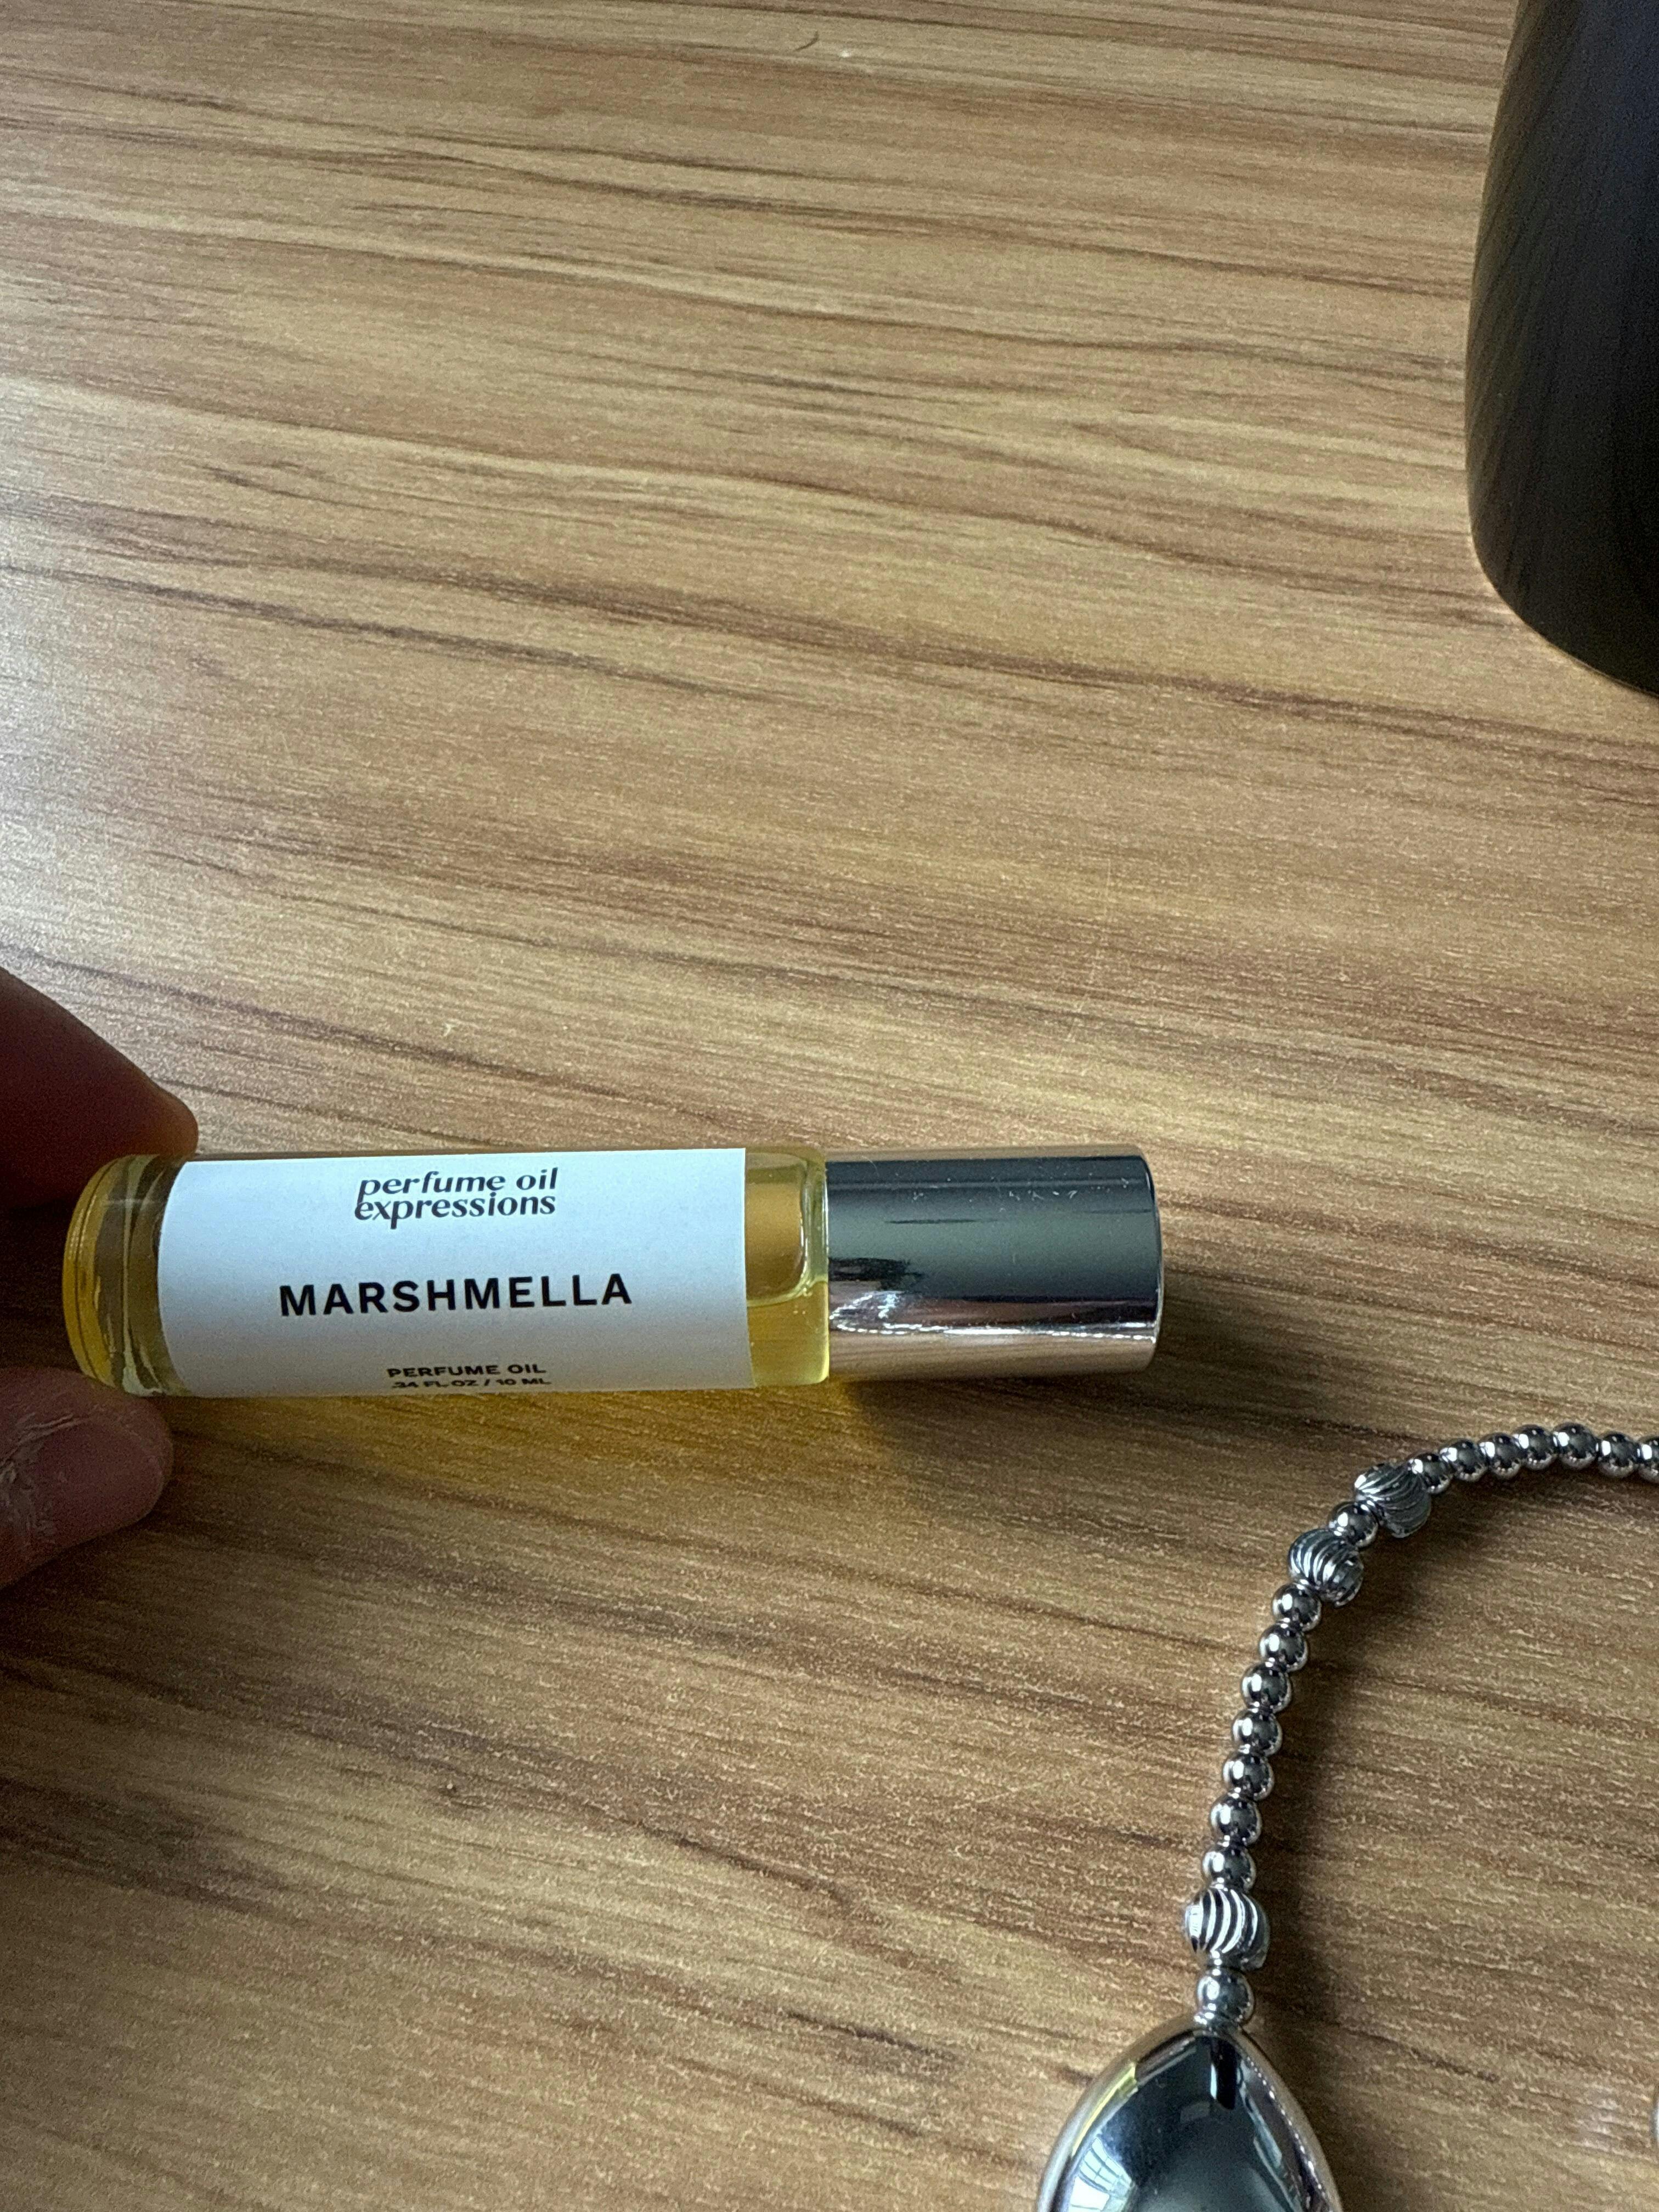 perfume oil
expressions
MARSHMELLA
PERFUME OIL
.34 FL OZ / 10 ML